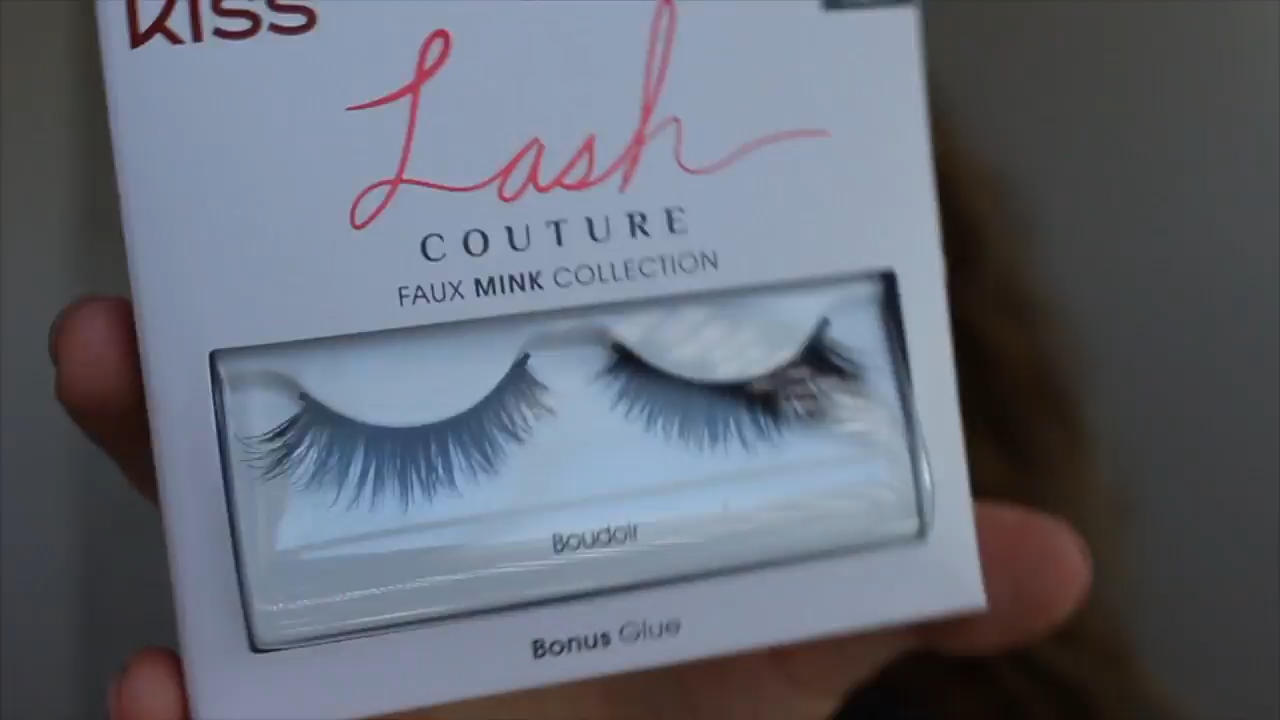 KISS
Lash
COUTURE
FAUX MINK COLLECTION
Boudoir
Bonus Glue